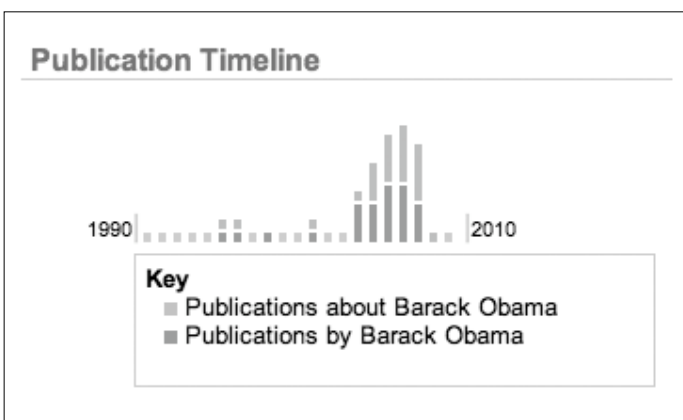 Publication Timeline
1990 2010
Key
Publications about Barack Obama
Publications by Barack Obama